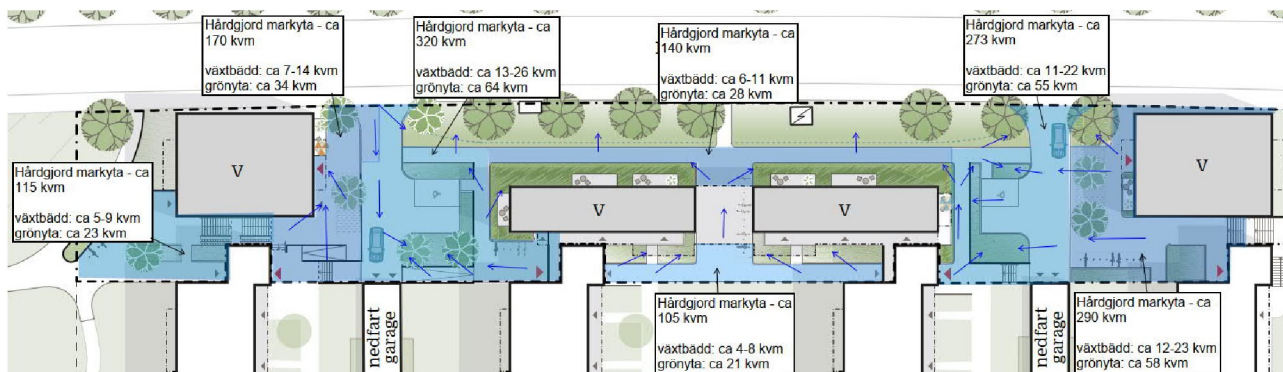 Hårdgjord markyta - ca
170 kvm
växtbädd: ca 7-14 kvm
grönyta: ca 34 kvm
Hårdgjord markyta - ca
320 kvm
växtbädd: ca 13-26 kvm
grönyta: ca 64 kvm
Hårdgjord markyta - ca
140 kvm
växtbädd: ca 6-11 kvm
grönyta: ca 28 kvm
Hårdgjord markyta - ca
273 kvm
växtbädd: ca 11-22 kvm
grönyta: ca 55 kvm
Hårdgjord markyta - ca
115 kvm
växtbädd: ca 5-9 kvm
grönyta: ca 23 kvm
V
V
V
V
Hårdgjord markyta - ca
105 kvm
växtbädd: ca 4-8 kvm
grönyta: ca 21 kvm
Hårdgjord markyta - ca
290 kvm
växtbädd: ca 12-23 kvm
grönyta: ca 58 kvm
nedfart
garage
nedfart
garage